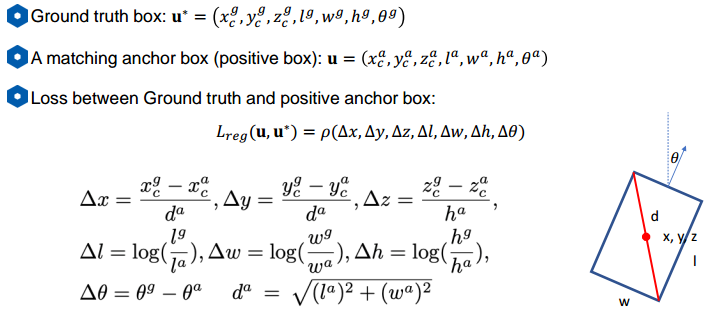 Ground truth box: u* = (x_c^g, y_c^g, z_c^g, l^g, w^g, h^g, θ^g)
A matching anchor box (positive box): u = (x_c^a, y_c^a, z_c^a, l^a, w^a, h^a, θ^a)
Loss between Ground truth and positive anchor box:
L_reg(u, u*) = ρ(Δx, Δy, Δz, Δl, Δw, Δh, Δθ)
Δx = (x_c^g − x_c^a)/d^a, Δy = (y_c^g − y_c^a)/d^a, Δz = (z_c^g − z_c^a)/h^a,
Δl = log(l^g/l^a), Δw = log(w^g/w^a), Δh = log(h^g/h^a),
Δθ = θ^g − θ^a d^a = √((l^a)^2 + (w^a)^2)
θ
d
x, y, z
l
w